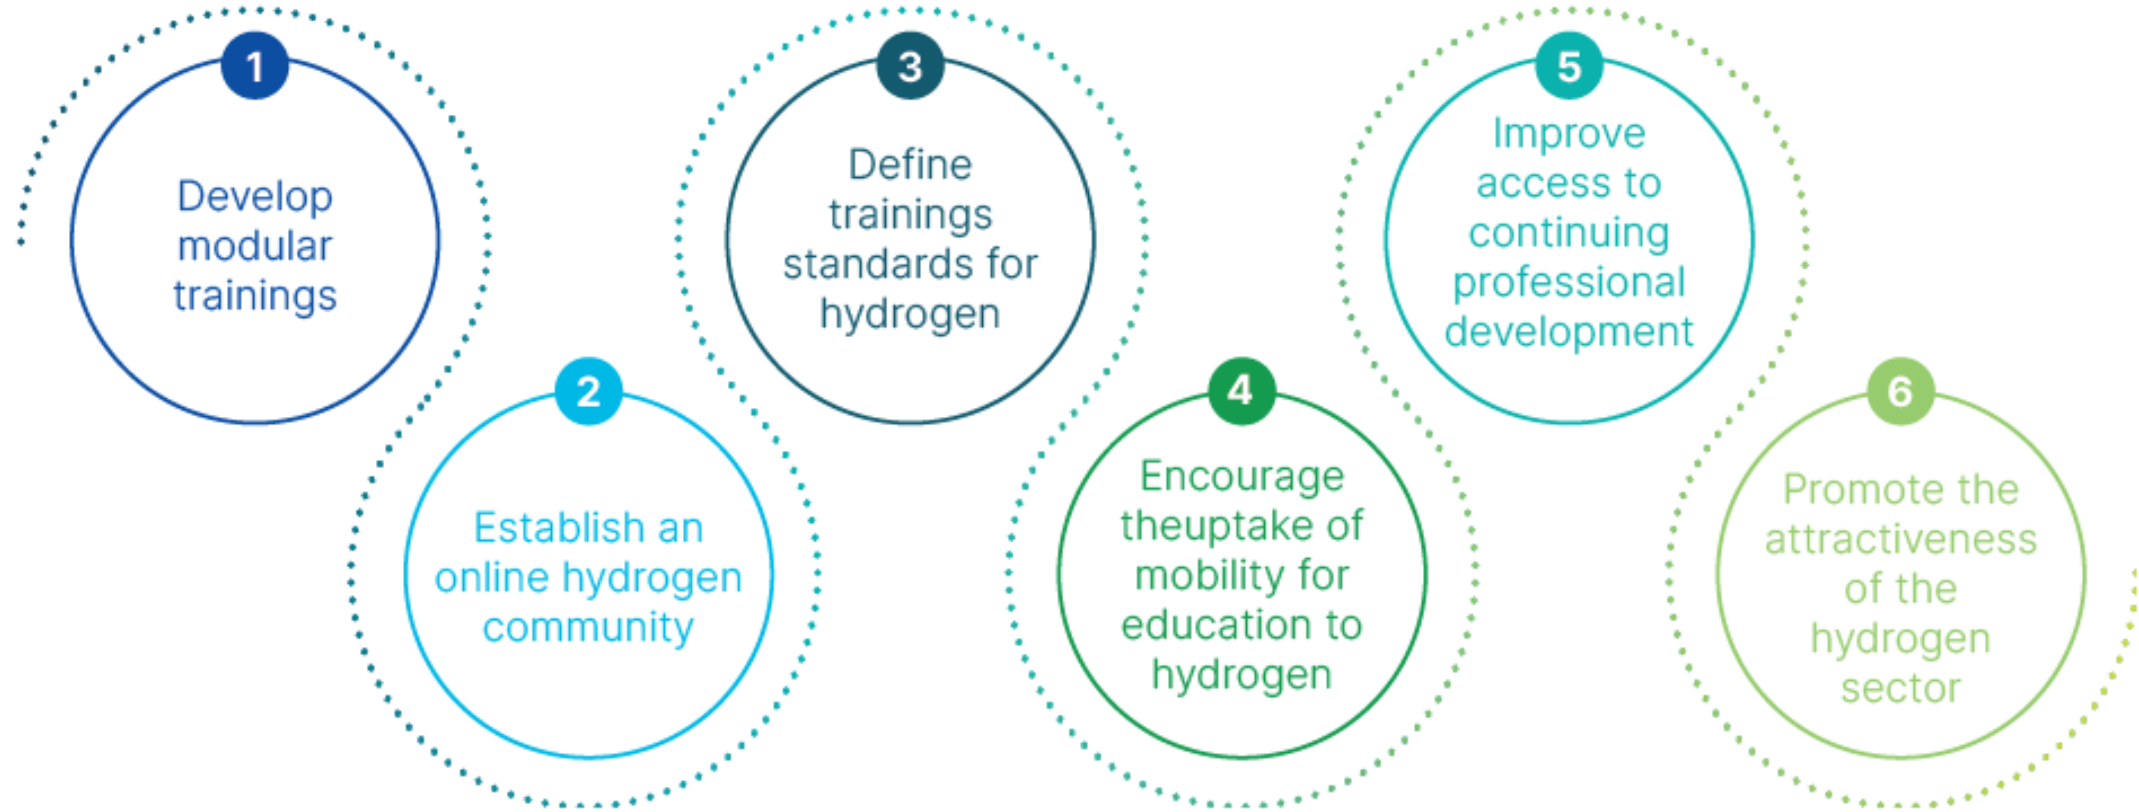 1
Develop
modular
trainings
2
Establish an
online hydrogen
community
3
Define
trainings
standards for
hydrogen
4
Encourage
theuptake of
mobility for
education to
hydrogen
5
Improve
access to
continuing
professional
development
6
Promote the
attractiveness
of the
hydrogen
sector